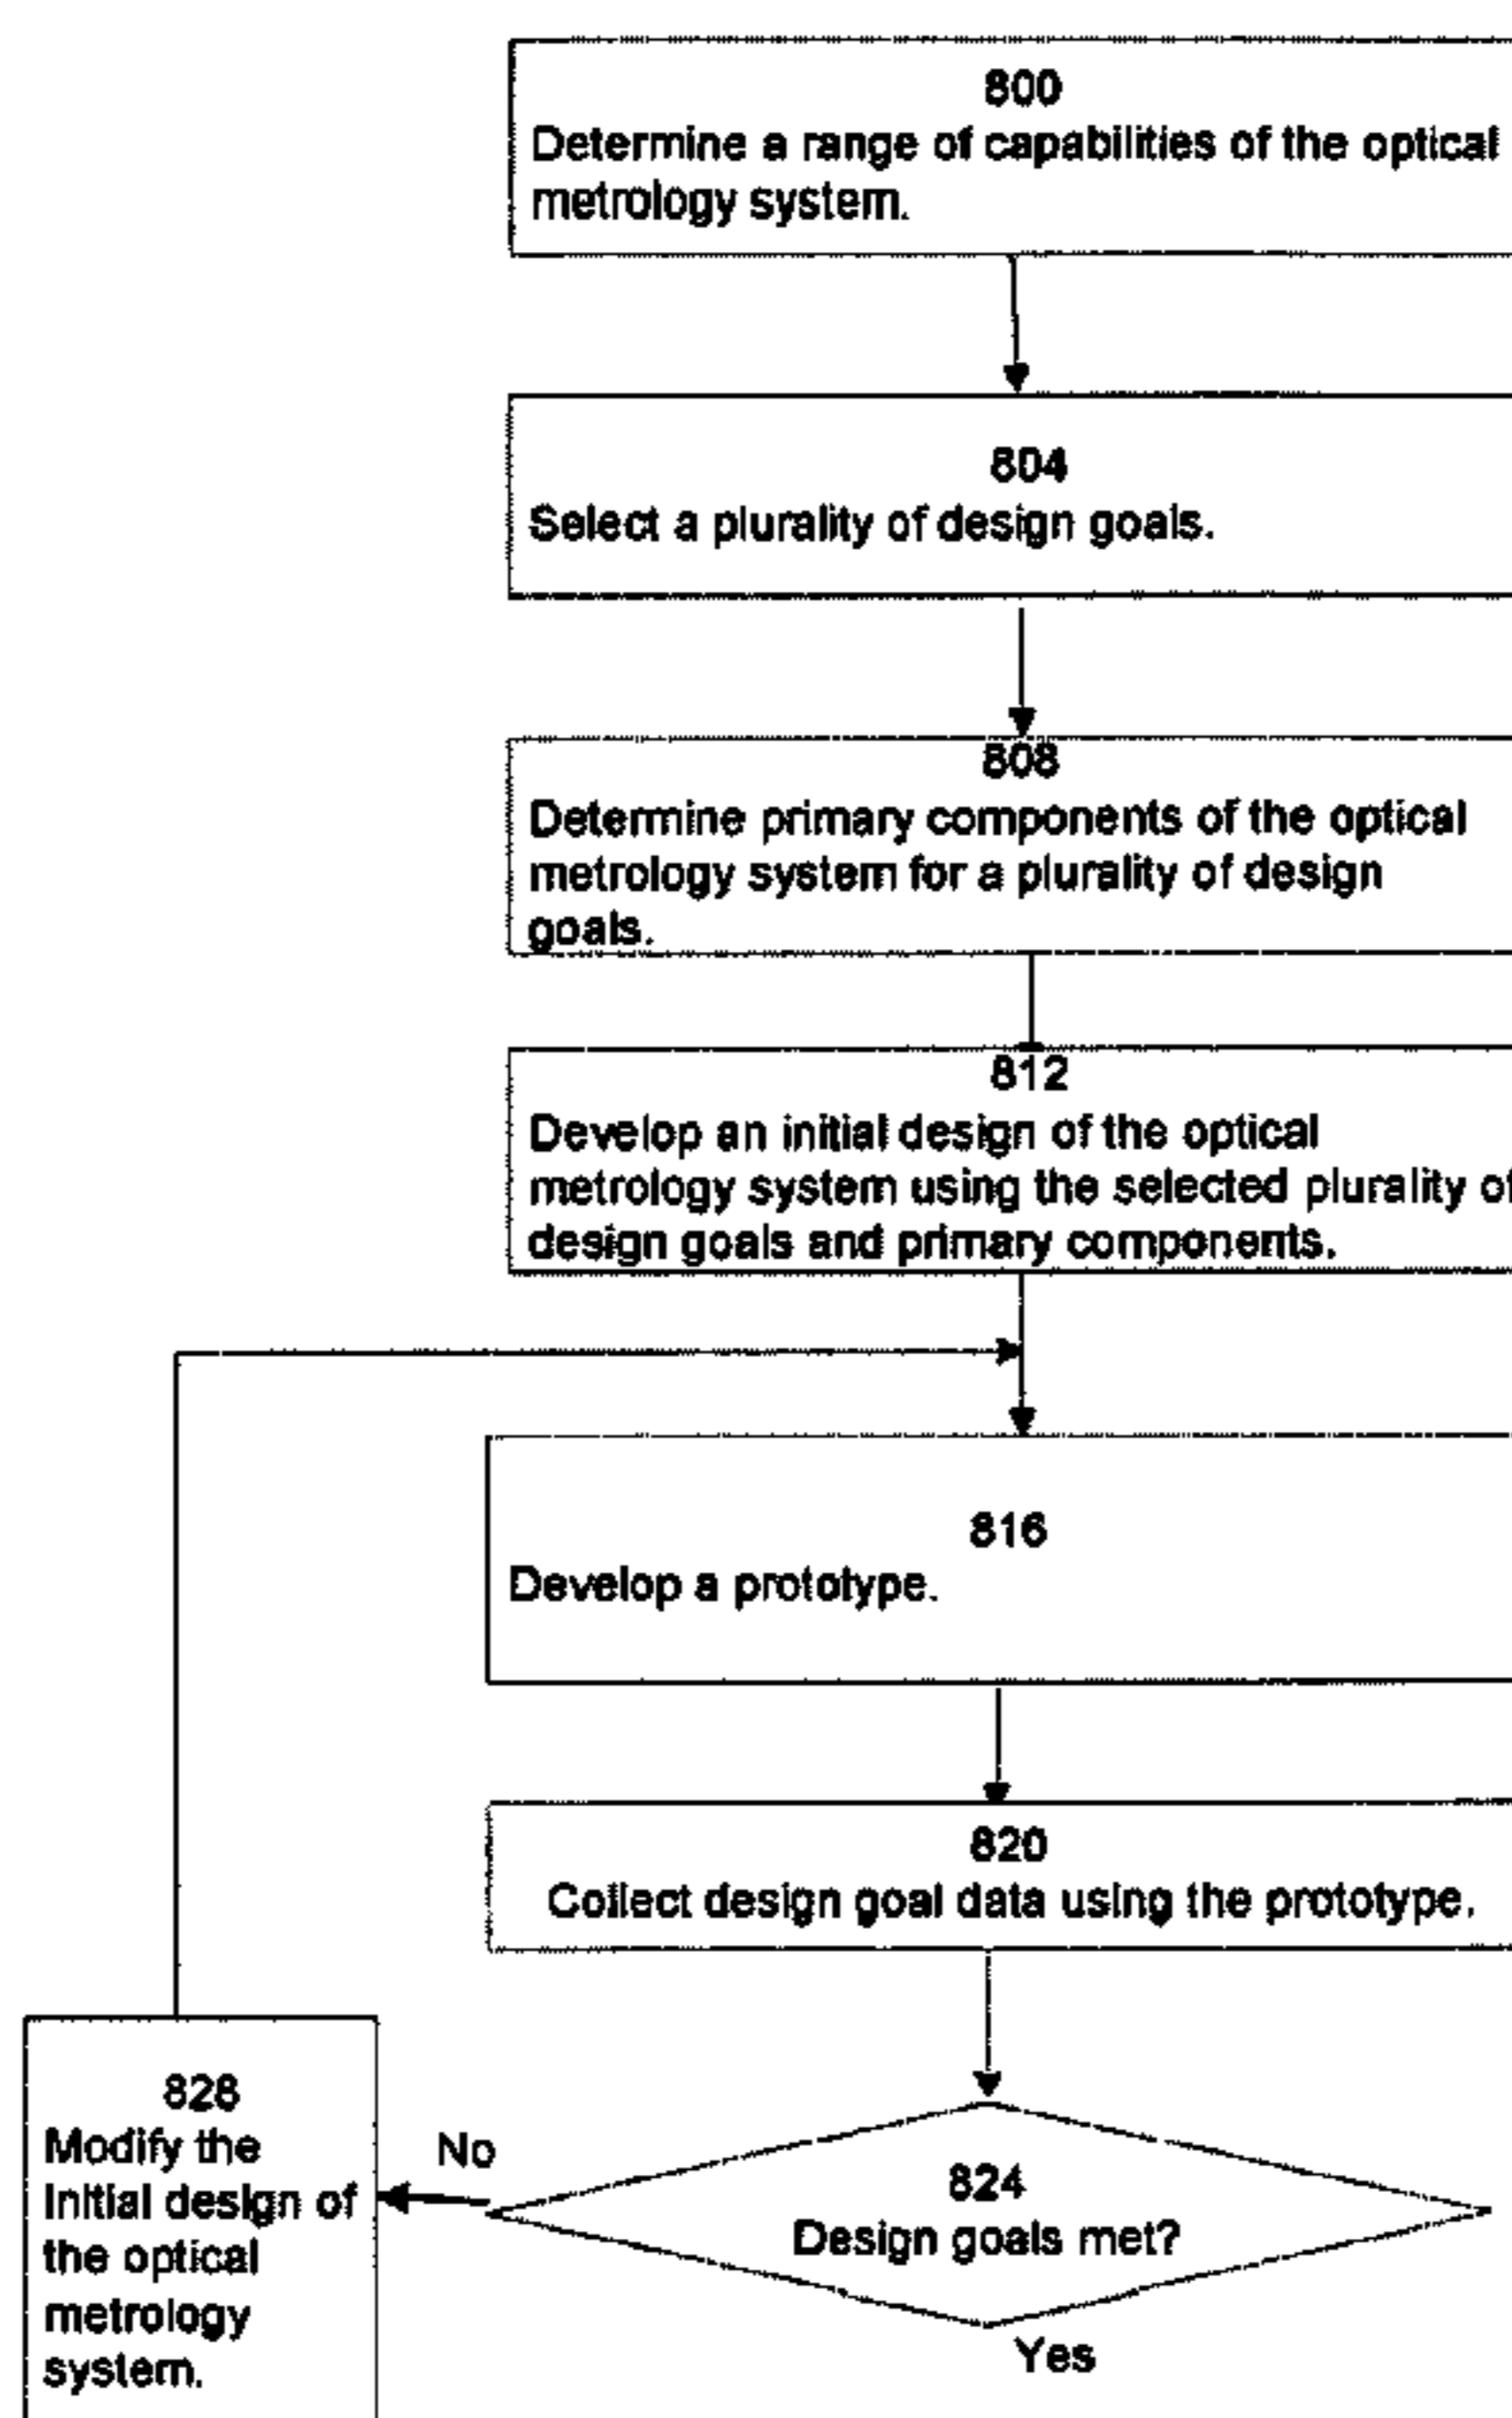 800
Determine a range of capabilities of the optical
metrology system.
804
Select a plurality of design goals.
808
Determine primary components of the optical
metrology system for a plurality of design
goals.
812
Develop an initial design of the optical
metrology system using the selected plurality of
design goals and primary components.
816
Develop a prototype.
820
Collect design goal data using the prototype.
824
Design goals met?
No
Yes
828
Modify the
initial design of
the optical
metrology
system.